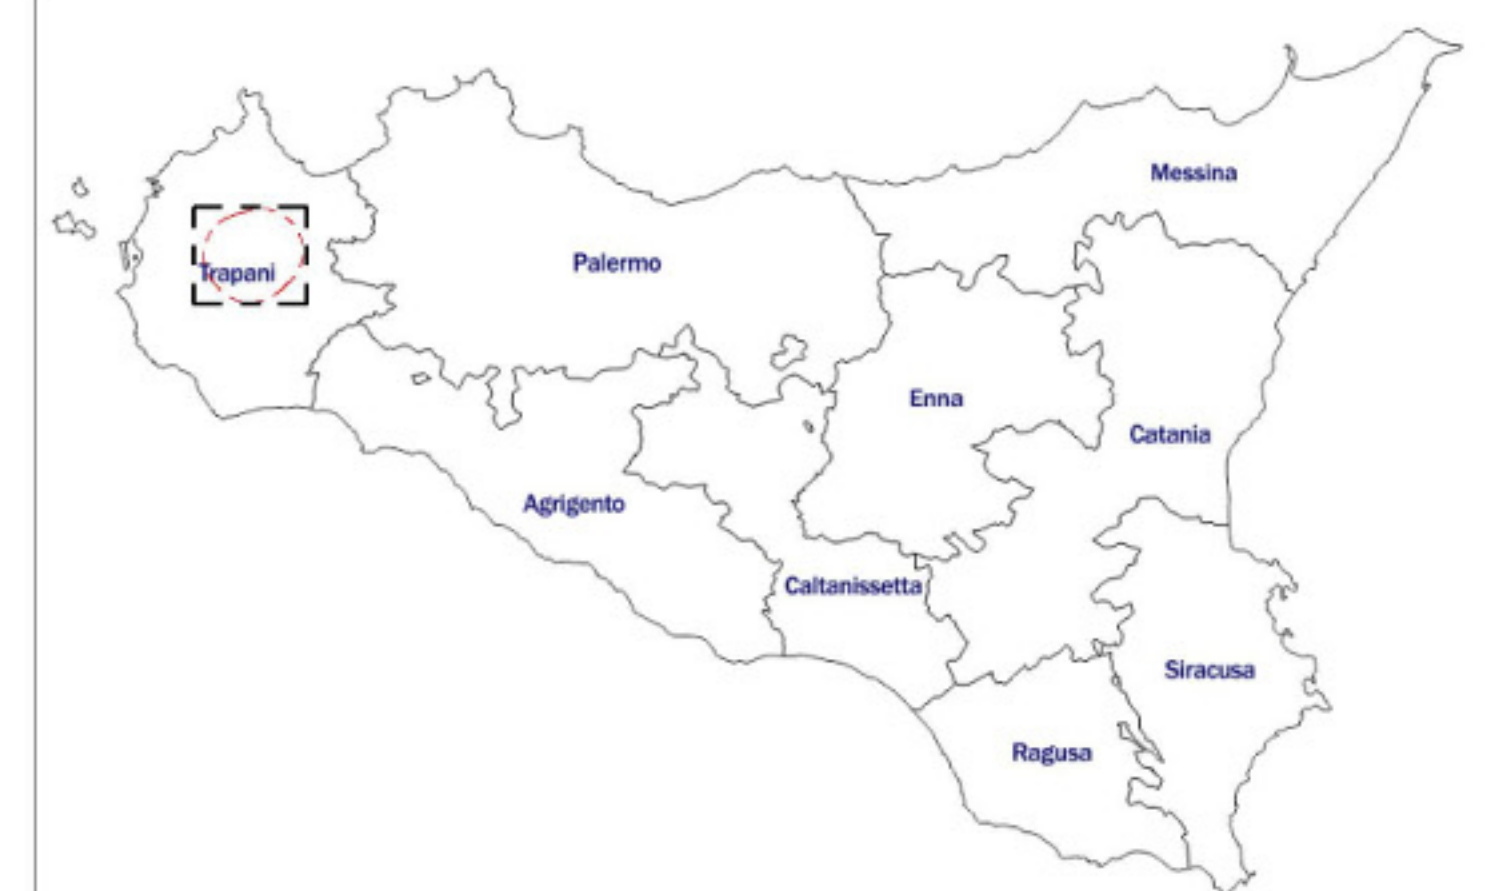 Messina
Trapani
Palermo
Enna
Catania
Agrigento
Caltanissetta
Siracusa
Ragusa